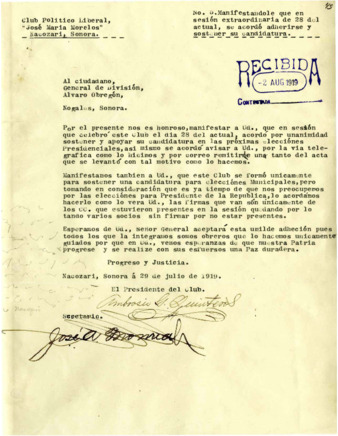 Club Politico Liberal,
"José María Morelos"
Nacozari, Sonora.
No. 5.Manifestandole que en
sesión extraordinaria de 28 del
actual, se acordó adherirse y
sostener su candidatura.
RECIBIDA
-2 AUG 1919
CONTESTADA
Al ciudadano,
General de División,
Alvaro Obregón,
Nogales, Sonora.
Por el presente nos es honroso,manifestar a Ud., que en sesión
que celebró este club el dia 28 del actual, acordo por unanimidad
sostener y apoyar su candidatura en las próximas elecciones
Presidenciales,asi mismo se acordó avisar a Ud., por la via tele-
grafica como lo hicimos y por correo remitirle una tanto del acta
que se levantó con tal motivo como lo hacemos.
Manifestamos tambien a Ud., que este Club se formó unicamente
para sostener una candidatura para elecciones Municipales,pero
tomando en consideración que es ya tiempo de que nos preocupemos
por las elecciones para Presidente de la Republica,lo acordamos
hacerlo como lo verá Ud., las firmas que van son unicamente de
los CC. que estuvieron presentes en la sesión quedando por lo
tanto varios socios sin firmar por no estar presentes.
Esperamos de Ud., señor General aceptará esta umilde adhesión pues
todos los que la integramos somos obreros que lo hacemos unicamente
guiados por que en Ud., vemos esperanzas de que nuestra Patria
progrese y se realize con sus esfuersos una Paz duradera.
Progreso y Justicia.
Nacozari, Sonora á 29 de julio de 1919.
El Presidente del Club.
Secretario.
José A.